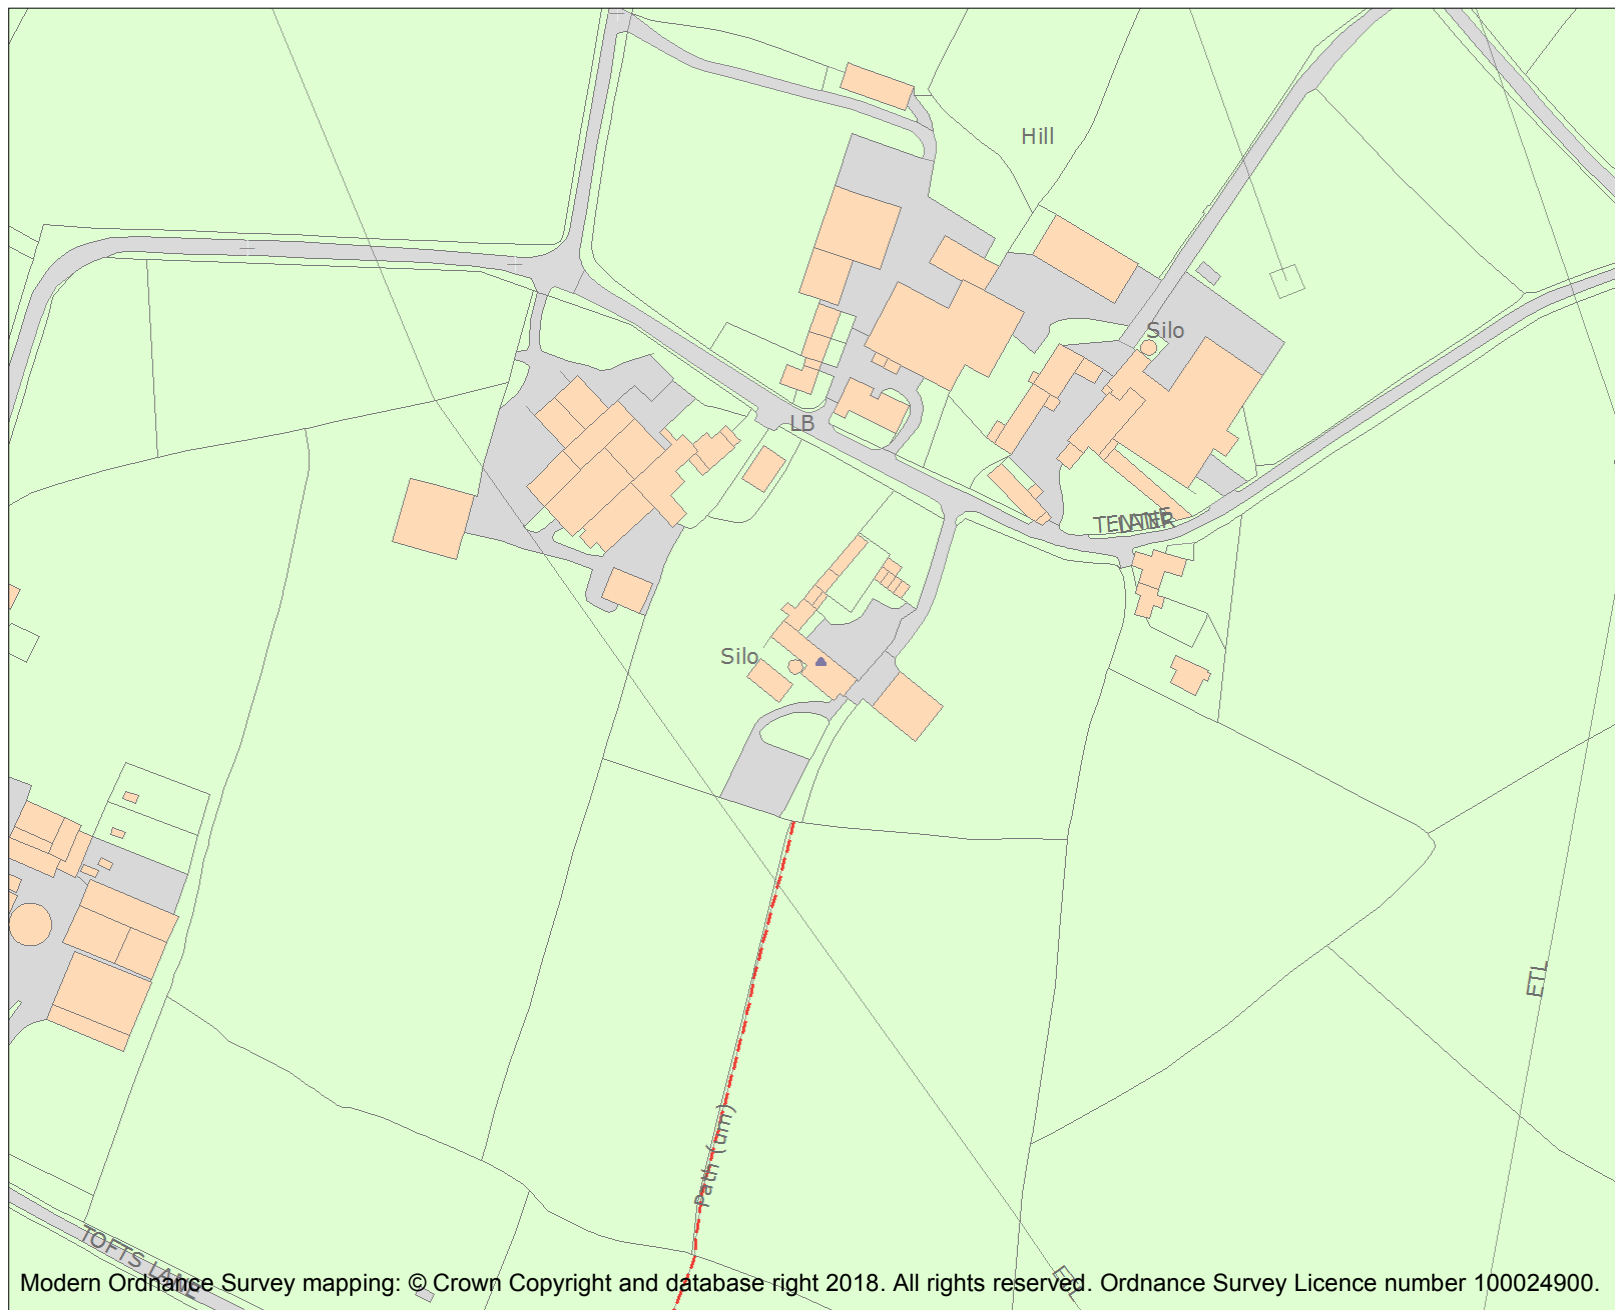 Hill
Silo
LB
TENTER
LANE
Silo
ETL
Path (um)
TOFTS LANE
ETL
Modern Ordnance Survey mapping: © Crown Copyright and database right 2018. All rights reserved. Ordnance Survey Licence number 100024900.